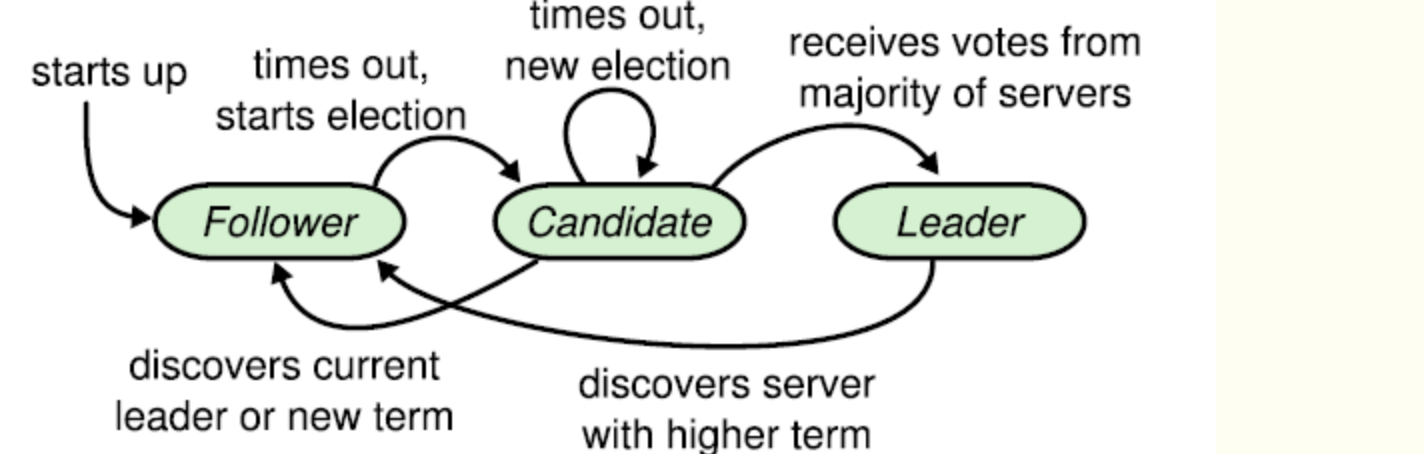 starts up
times out,
starts election
times out,
new election
receives votes from
majority of servers
Follower
Candidate
Leader
discovers current
leader or new term
discovers server
with higher term